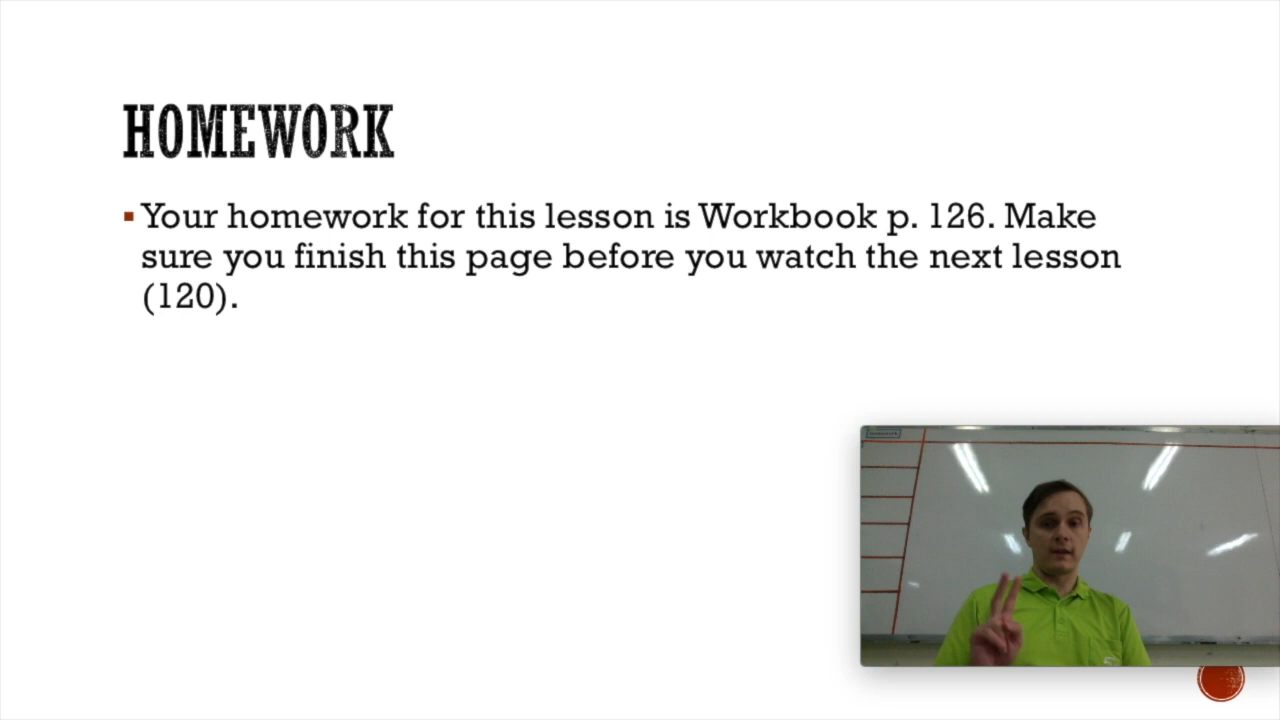 HOMEWORK
Your homework for this lesson is Workbook p. 126. Make
sure you finish this page before you watch the next lesson
(120).